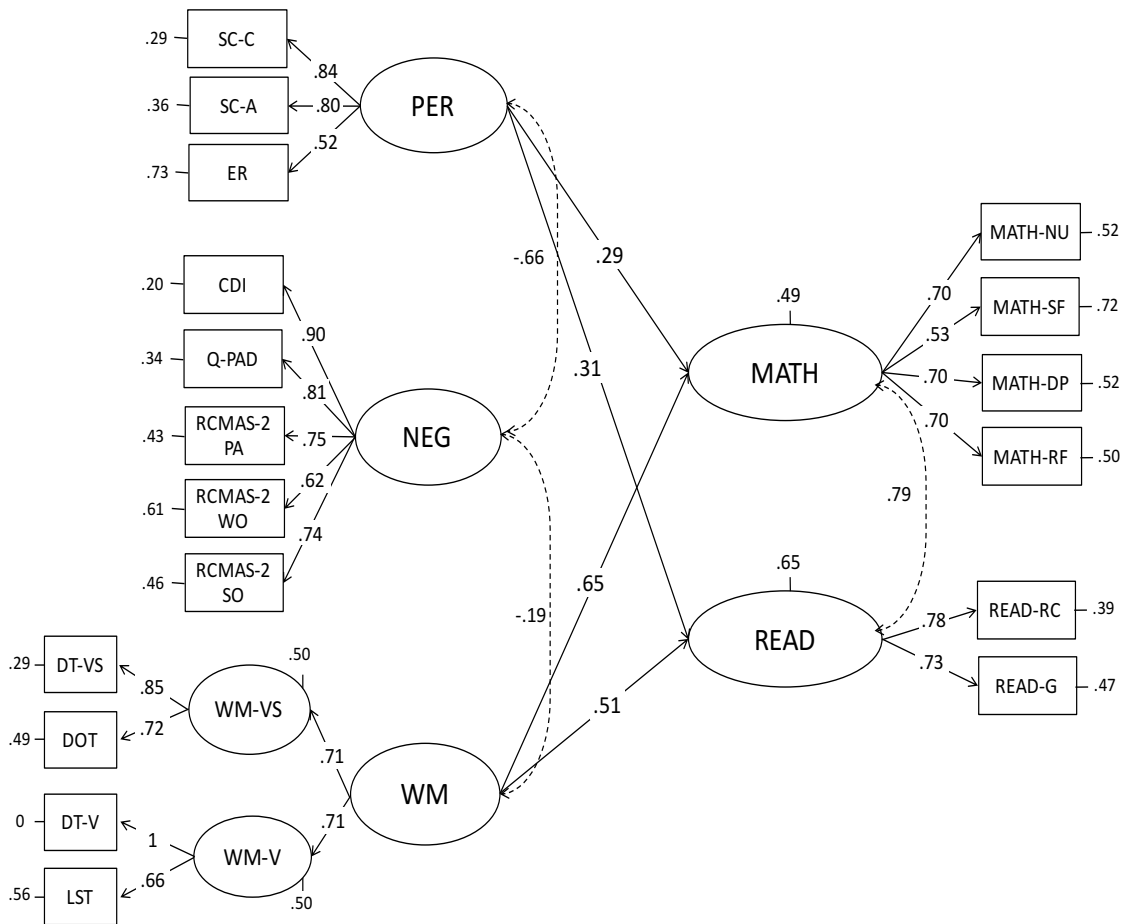 .29
SC-C
.84
.36
SC-A
.80
PER
.52
.73
ER
.20
CDI
.90
.34
Q-PAD
.81
.43
RCMAS-2
PA
.75
NEG
.62
.61
RCMAS-2
WO
.74
.46
RCMAS-2
SO
-.66
.29
.31
-.19
.65
.51
.29
DT-VS
.85
.50
WM-VS
.49
DOT
.72
.71
WM
.71
0
DT-V
1
WM-V
.66
.50
.56
LST
.49
MATH
.70
MATH-NU
.52
.53
MATH-SF
.72
.70
MATH-DP
.52
.70
MATH-RF
.50
.79
.65
READ
.78
READ-RC
.39
.73
READ-G
.47